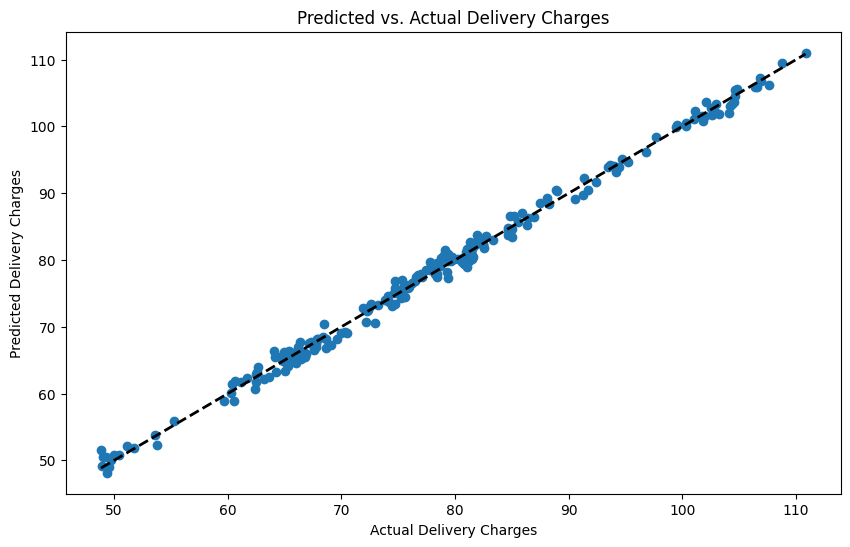 Predicted vs. Actual Delivery Charges
110
100
90
80
70
60
50
Predicted Delivery Charges
50 60 70 80 90 100 110
Actual Delivery Charges